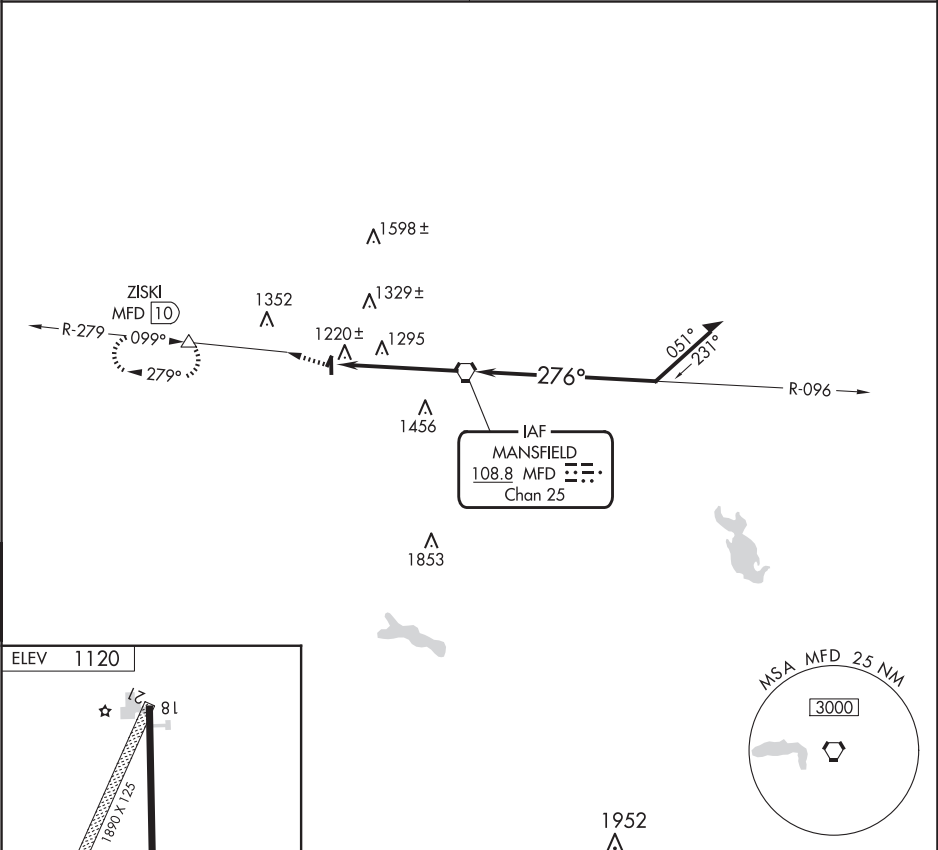 1598 ±
1329 ±
ZISKI
MFD 10
1352
1220 ±
1295
R-279
099°
279°
276°
051°
231°
R-096
1456
IAF
MANSFIELD
108.8 MFD
Chan 25
1853
ELEV 1120
21
18
1890 X 125
MSA MFD 25 NM
3000
1952